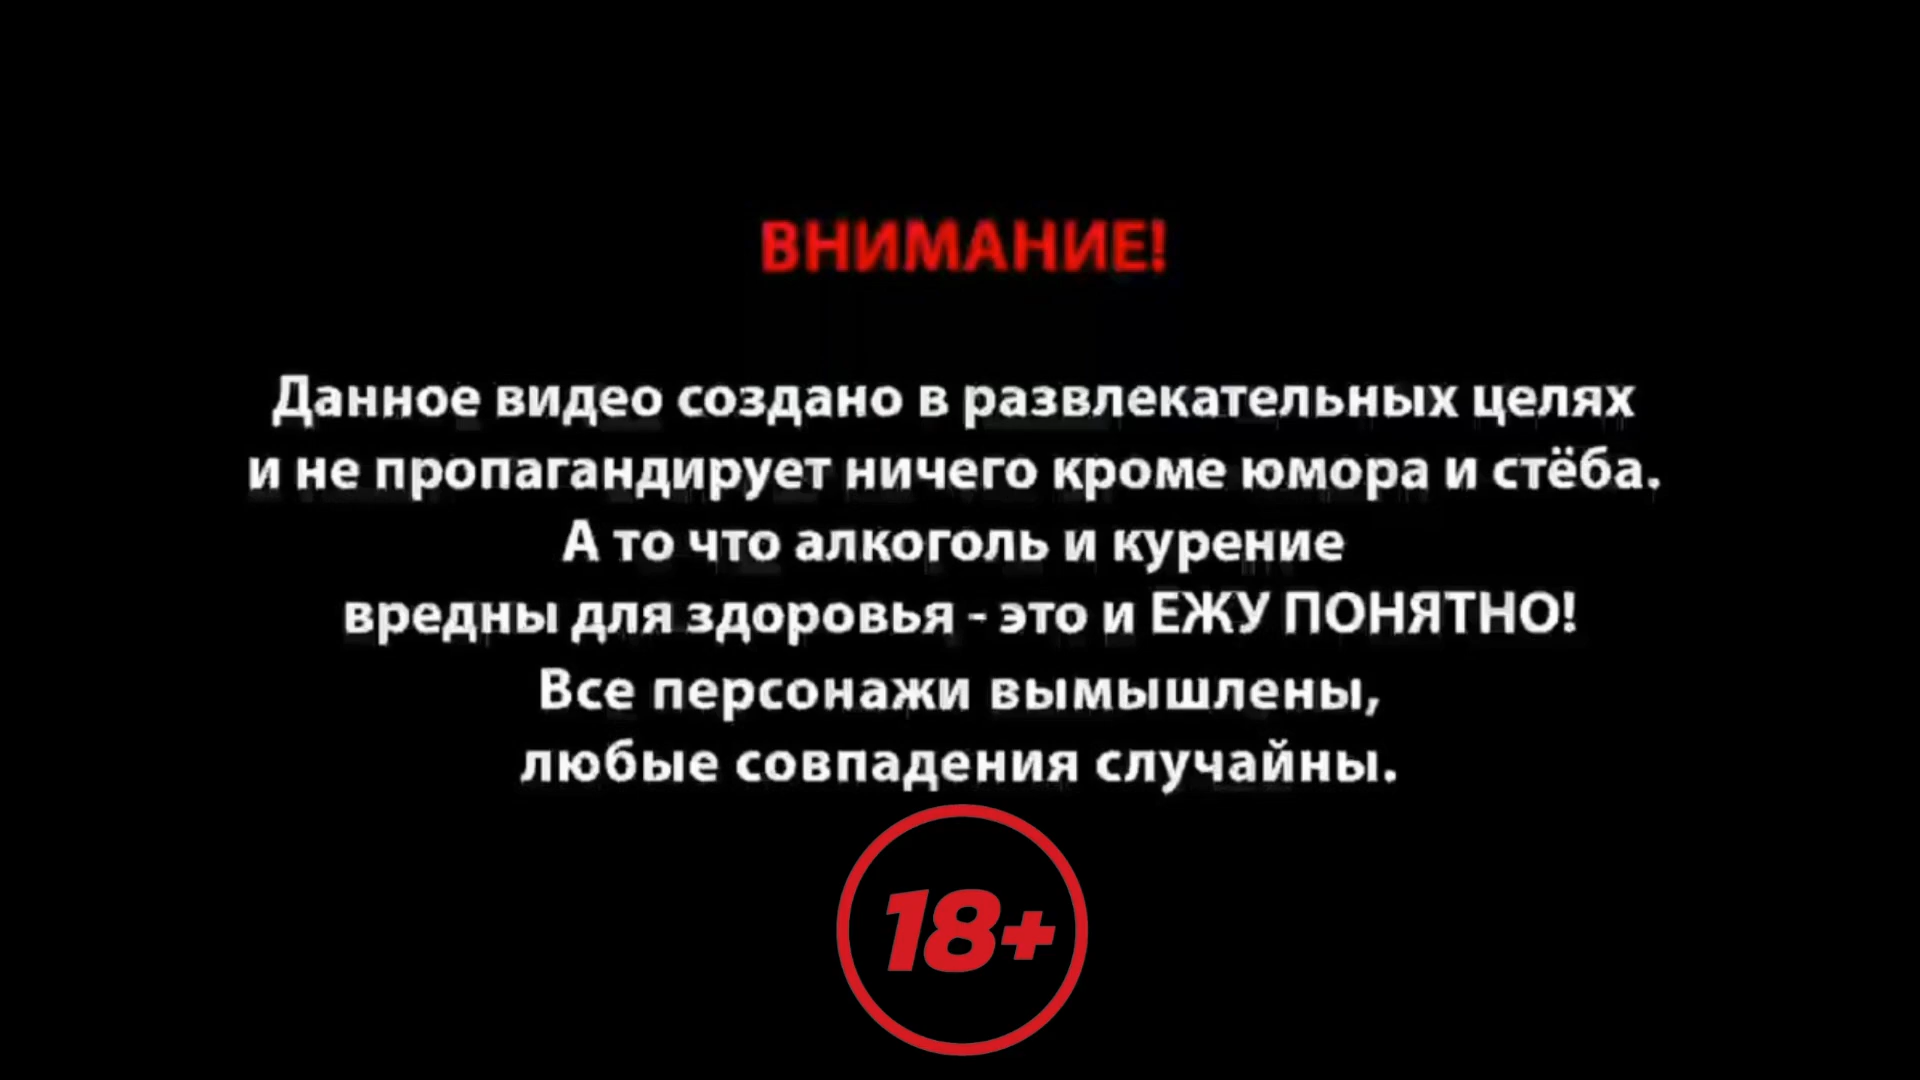 ВНИМАНИЕ!
Данное видео создано в развлекательных целях
и не пропагандирует ничего кроме юмора и стёба.
А то что алкоголь и курение
вредны для здоровья - это и ЕЖУ ПОНЯТНО!
Все персонажи вымышлены,
любые совпадения случайны.
18+